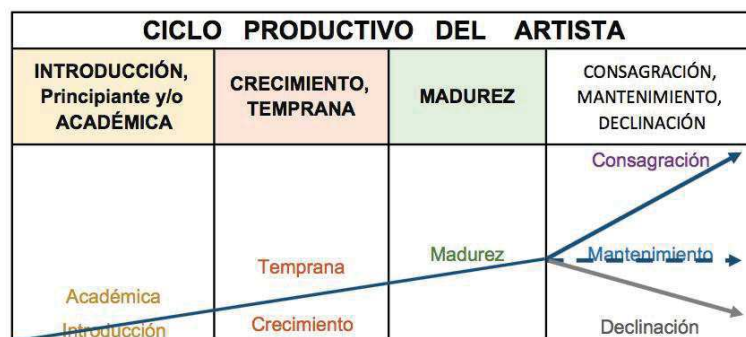 CICLO PRODUCTIVO DEL ARTISTA
INTRODUCCIÓN,
Principiante y/o
ACADÉMICA
CRECIMIENTO,
TEMPRANA
MADUREZ
CONSAGRACIÓN,
MANTENIMIENTO,
DECLINACIÓN
Consagración
Temprana
Madurez
Mantenimiento
Académica
Introducción
Crecimiento
Declinación